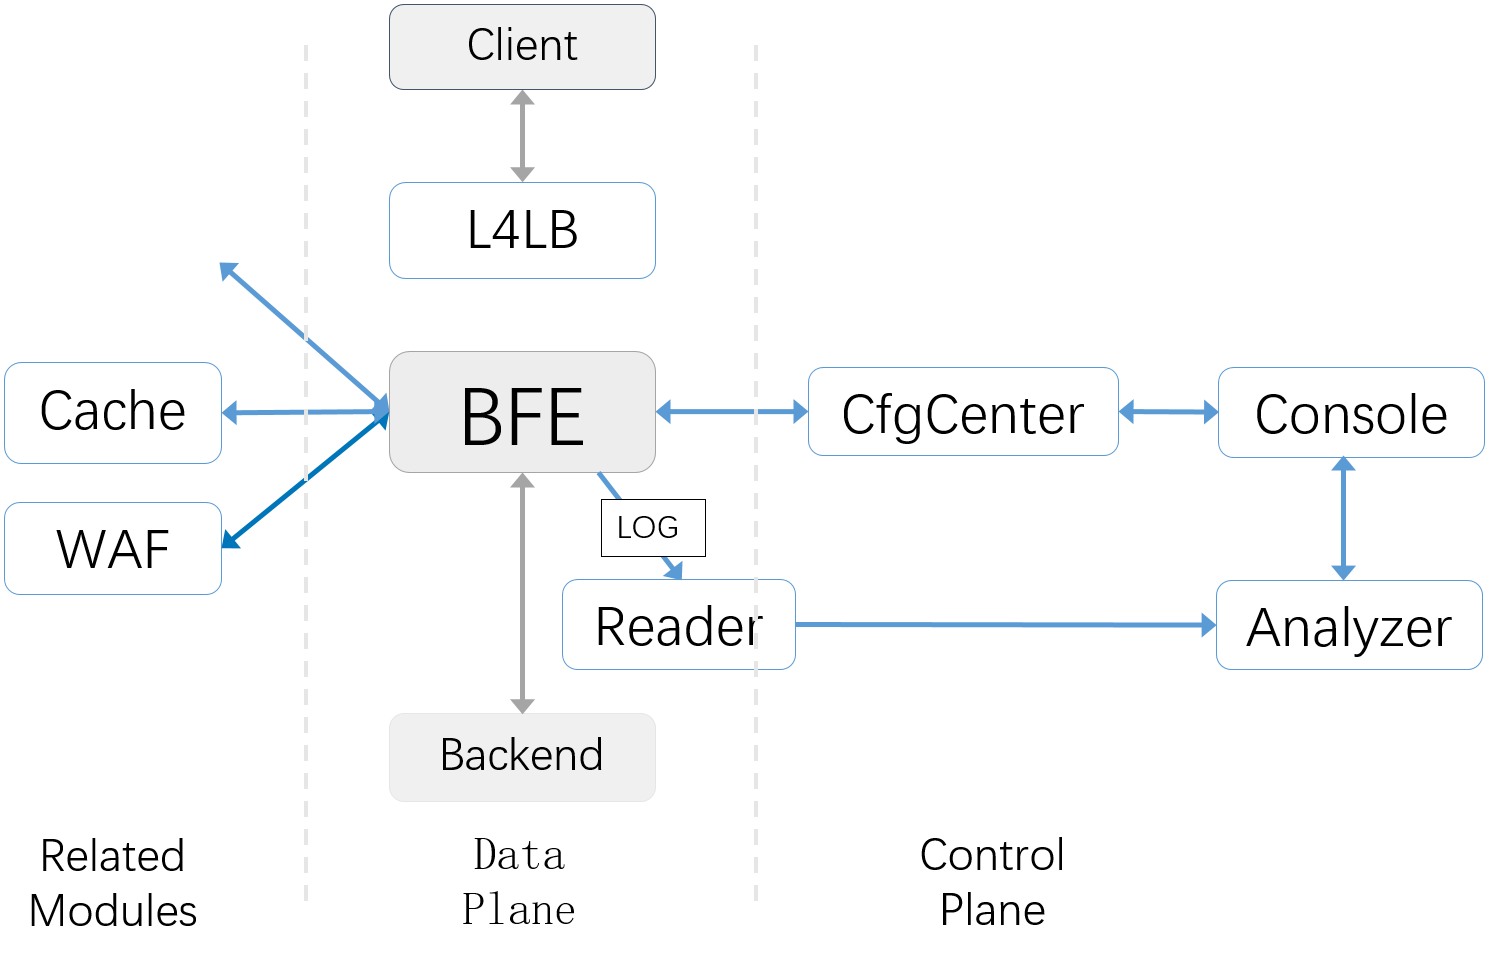 Client
L4LB
BFE
Cache
CfgCenter
Console
WAF
LOG
Reader
Analyzer
Backend
Related
Modules
Data
Plane
Control
Plane